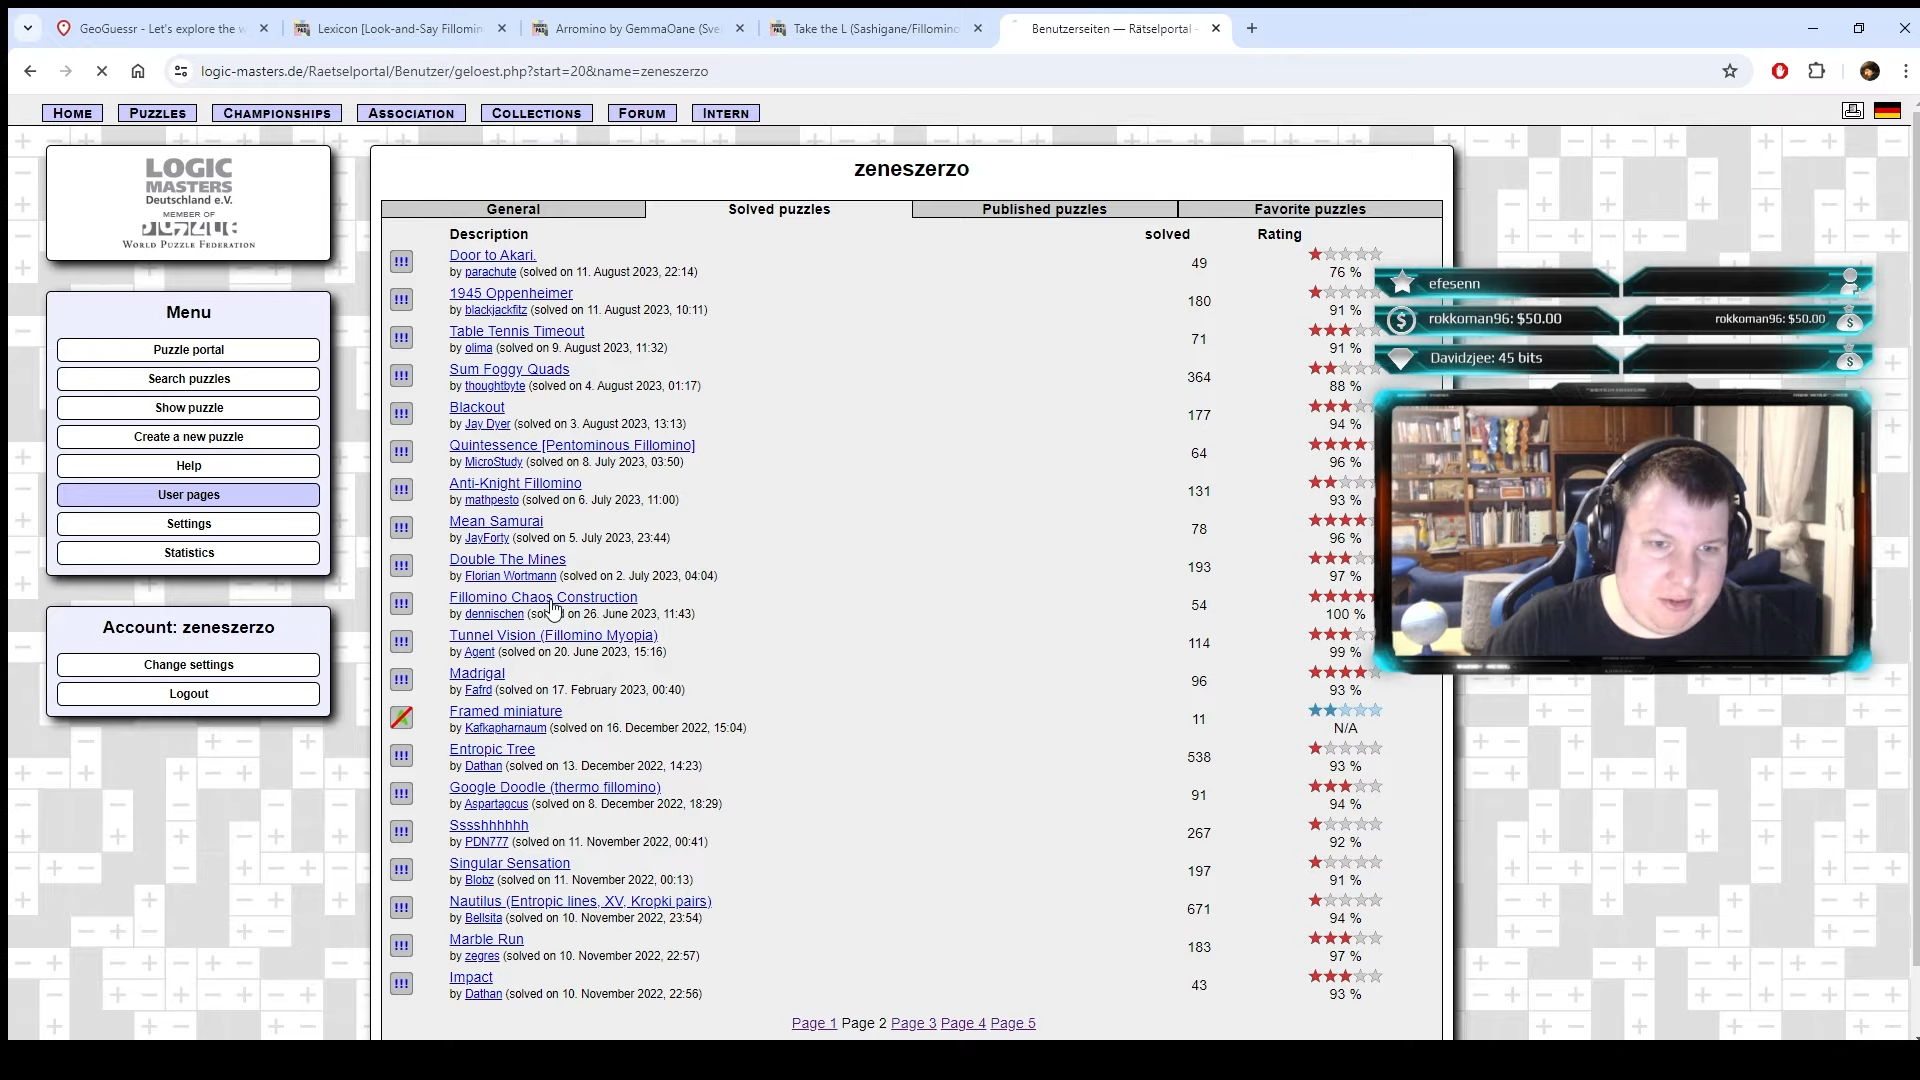 GeoGuessr - Let's explore the w
Lexicon [Look-and-Say Fillomin
Arromino by GemmaOane (Sve
Take the L (Sashigane/Fillomino
Benutzerseiten — Rätselportal -
logic-masters.de/Raetselportal/Benutzer/geloest.php?start=20&name=zeneszerzo
HOME PUZZLES CHAMPIONSHIPS ASSOCIATION COLLECTIONS FORUM INTERN
LOGIC
MASTERS
Deutschland e.V.
MEMBER OF
PUZZLE
WORLD PUZZLE FEDERATION
Menu
Puzzle portal
Search puzzles
Show puzzle
Create a new puzzle
Help
User pages
Settings
Statistics
Account: zeneszerzo
Change settings
Logout
zeneszerzo
General Solved puzzles Published puzzles Favorite puzzles
Description solved Rating
!!! Door to Akari. 49
by parachute (solved on 11. August 2023, 22:14) 76 %
!!! 1945 Oppenheimer 180
by blackjackfitz (solved on 11. August 2023, 10:11) 91 %
!!! Table Tennis Timeout 71
by olima (solved on 9. August 2023, 11:32) 91 %
!!! Sum Foggy Quads 364
by thoughtbyte (solved on 4. August 2023, 01:17) 88 %
!!! Blackout 177
by Jay Dyer (solved on 3. August 2023, 13:13) 94 %
!!! Quintessence [Pentominous Fillomino] 64
by MicroStudy (solved on 8. July 2023, 03:50) 96 %
!!! Anti-Knight Fillomino 131
by mathpesto (solved on 6. July 2023, 11:00) 93 %
!!! Mean Samurai 78
by JayForty (solved on 5. July 2023, 23:44) 96 %
!!! Double The Mines 193
by Florian Wortmann (solved on 2. July 2023, 04:04) 97 %
!!! Fillomino Chaos Construction 54
by dennischen (solved on 26. June 2023, 11:43) 100 %
!!! Tunnel Vision (Fillomino Myopia) 114
by Agent (solved on 20. June 2023, 15:16) 99 %
!!! Madrigal 96
by Fafrd (solved on 17. February 2023, 00:40) 93 %
Framed miniature 11
by Kafkapharnaum (solved on 16. December 2022, 15:04) N/A
!!! Entropic Tree 538
by Dathan (solved on 13. December 2022, 14:23) 93 %
!!! Google Doodle (thermo fillomino) 91
by Aspartagcus (solved on 8. December 2022, 18:29) 94 %
!!! Sssshhhhhh 267
by PDN777 (solved on 11. November 2022, 00:41) 92 %
!!! Singular Sensation 197
by Blobz (solved on 11. November 2022, 00:13) 91 %
!!! Nautilus (Entropic lines, XV, Kropki pairs) 671
by Bellsita (solved on 10. November 2022, 23:54) 94 %
!!! Marble Run 183
by zegres (solved on 10. November 2022, 22:57) 97 %
!!! Impact 43
by Dathan (solved on 10. November 2022, 22:56) 93 %
Page 1 Page 2 Page 3 Page 4 Page 5
efesenn
rokkoman96: $50.00 rokkoman96: $50.00
Davidzjee: 45 bits